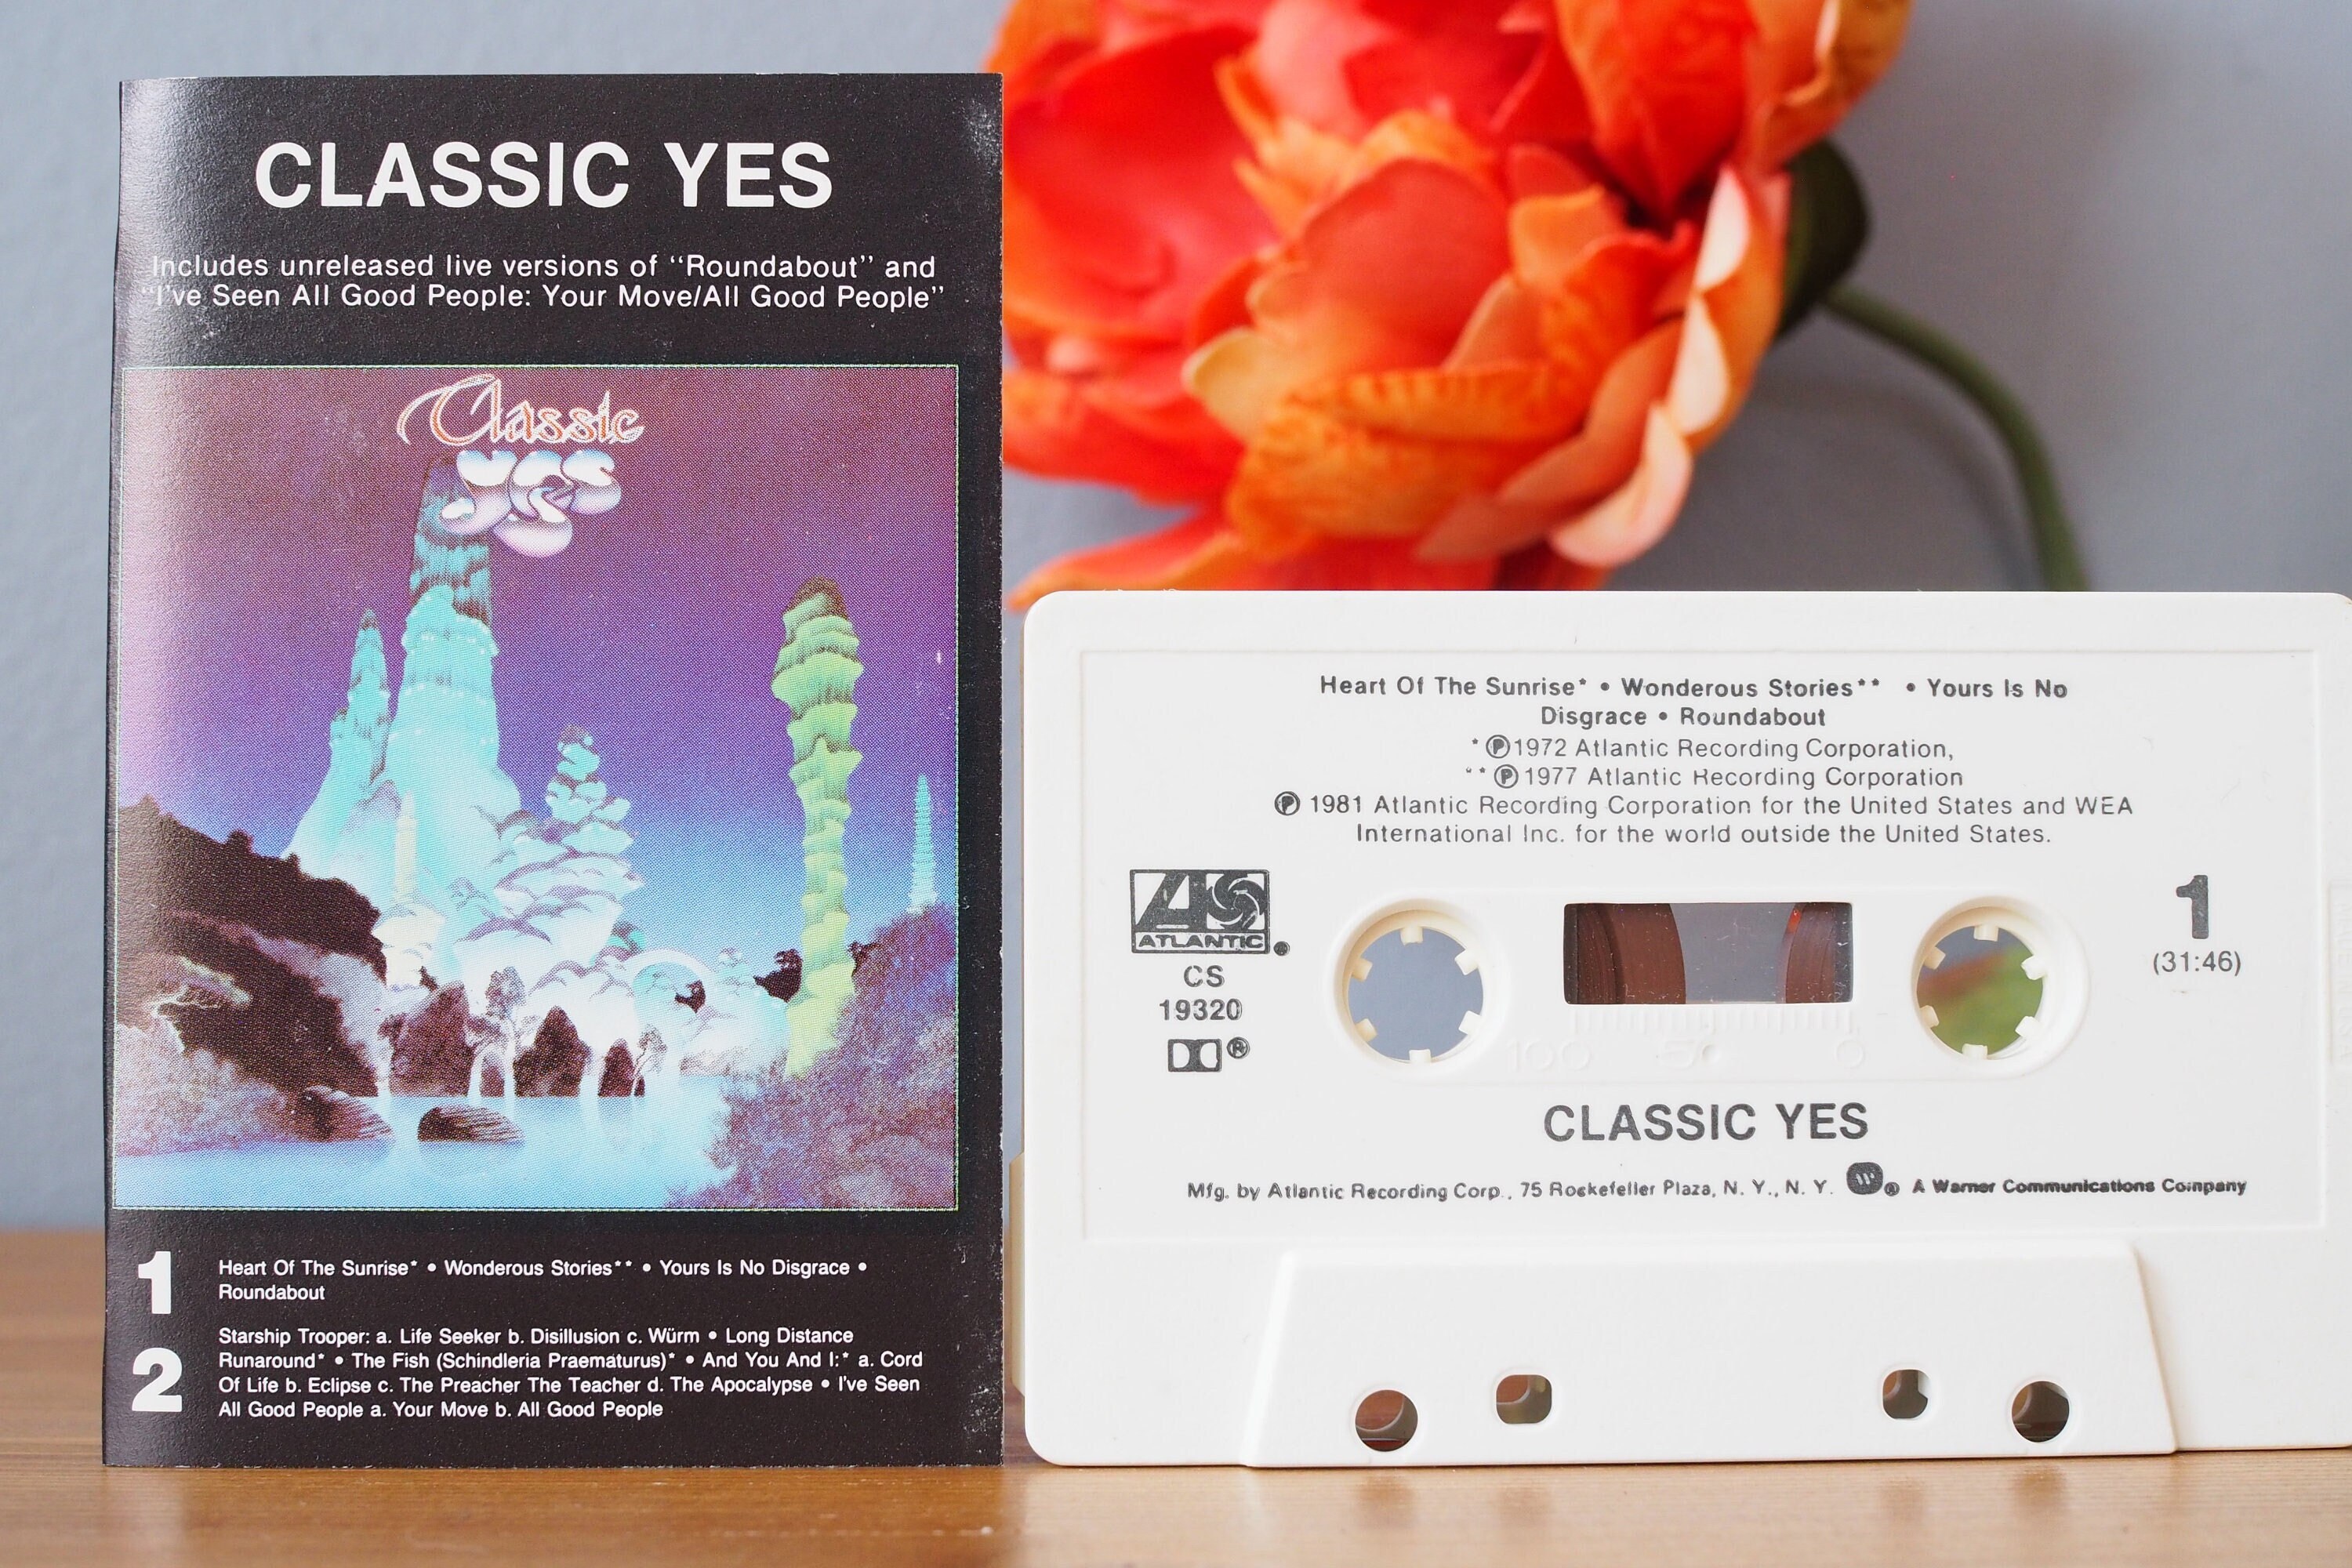 CLASSIC YES
Includes unreleased live versions of "Roundabout" and
"I've Seen All Good People: Your Move/All Good People"
Classic
YES
1
Heart Of The Sunrise* • Wonderous Stories** • Yours Is No Disgrace •
Roundabout
2
Starship Trooper: a. Life Seeker b. Disillusion c. Würm • Long Distance
Runaround* • The Fish (Schindleria Praematurus)* • And You And I:* a. Cord
Of Life b. Eclipse c. The Preacher The Teacher d. The Apocalypse • I've Seen
All Good People a. Your Move b. All Good People
Heart Of The Sunrise* • Wonderous Stories** • Yours Is No
Disgrace • Roundabout
*℗1972 Atlantic Recording Corporation,
**℗1977 Atlantic Recording Corporation
℗ 1981 Atlantic Recording Corporation for the United States and WEA
International Inc. for the world outside the United States.
ATLANTIC
CS
19320
®
100 50 0
1
(31:46)
CLASSIC YES
Mfg. by Atlantic Recording Corp., 75 Rockefeller Plaza, N. Y., N. Y. ® A Warner Communications Company